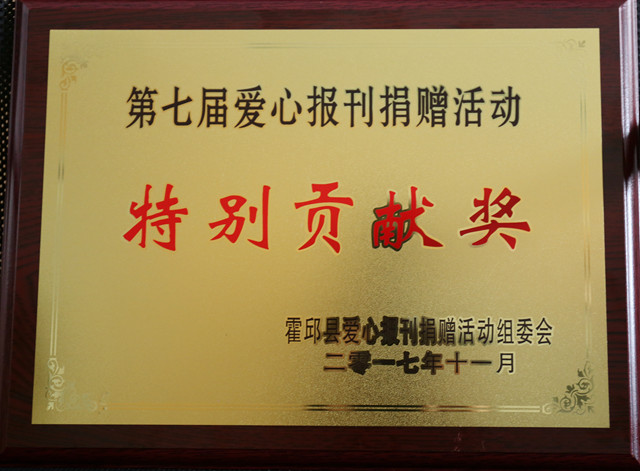 第七届爱心报刊捐赠活动
特别贡献奖
霍邱县爱心报刊捐赠活动组委会
二零一七年十一月